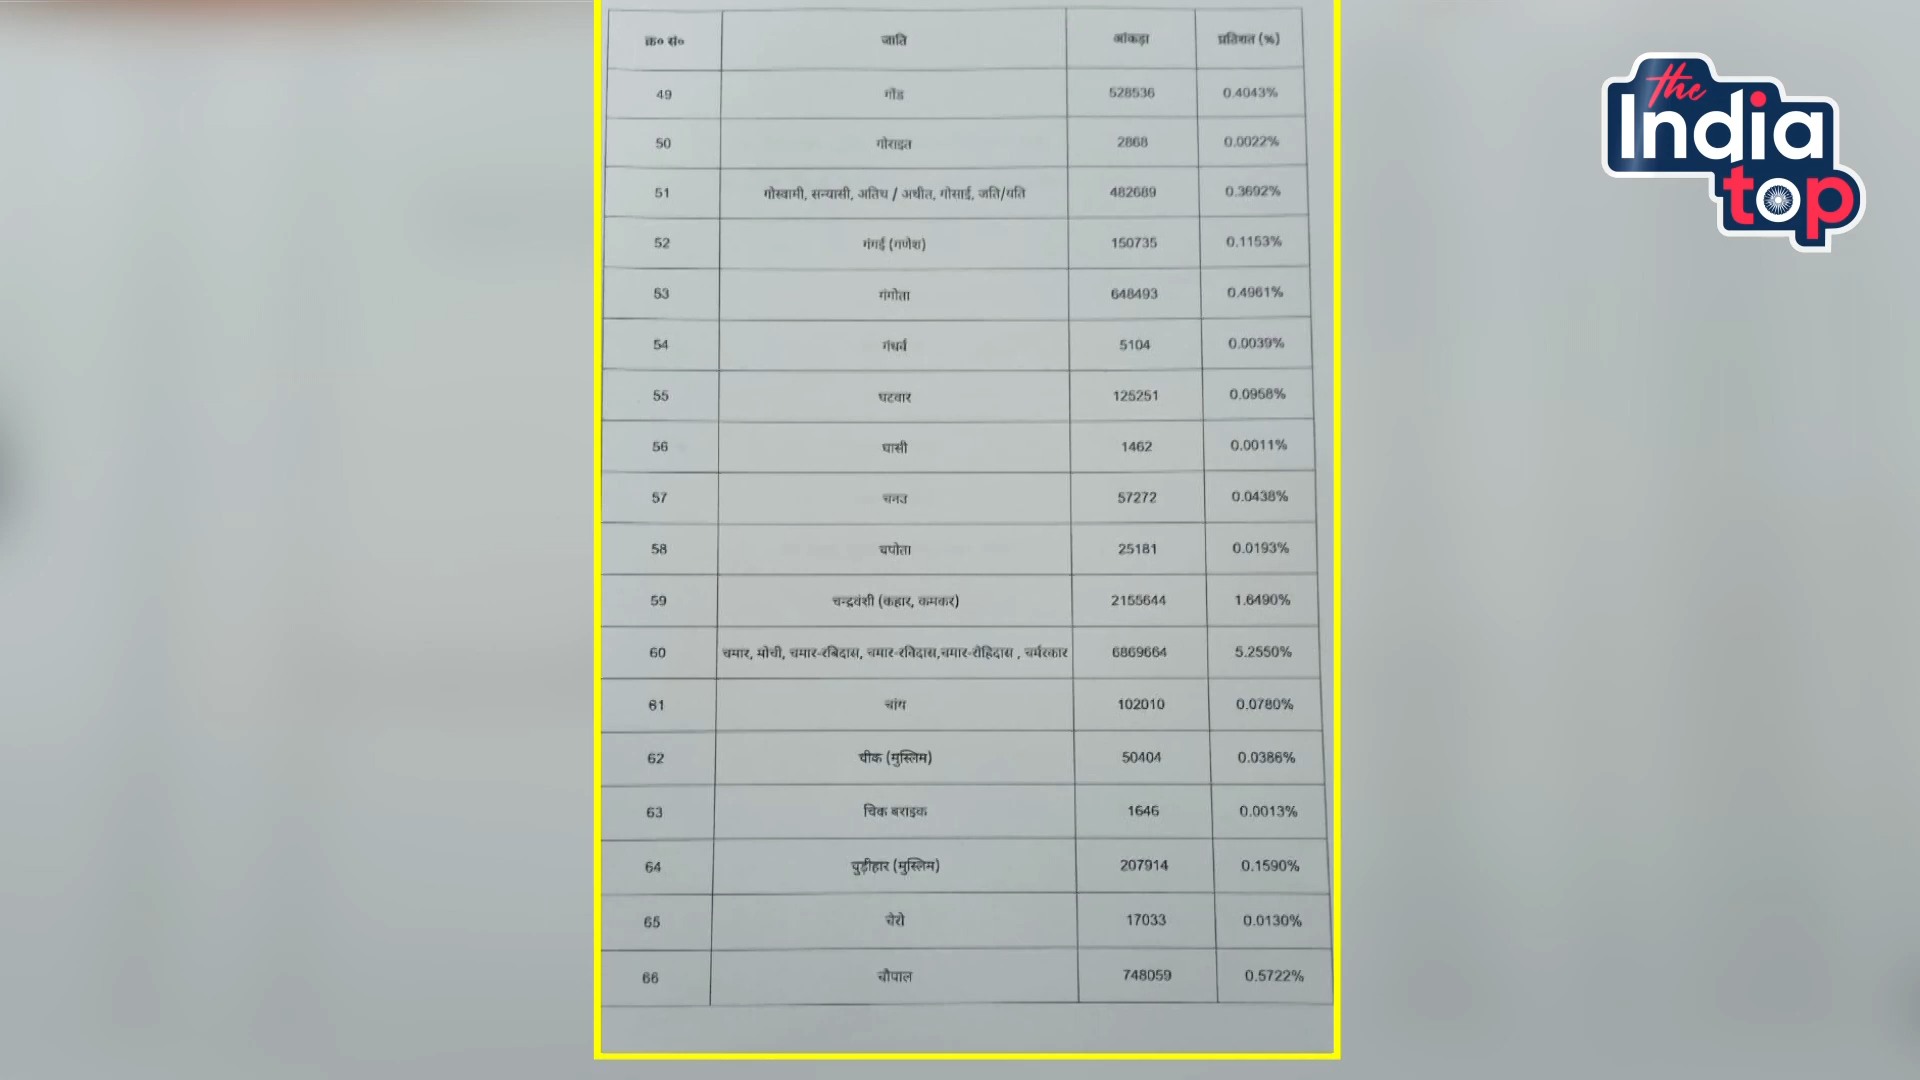 क्र० सं० जाति आंकड़ा प्रतिशत (%)
49 गोंड 528536 0.4043%
50 गोराइत 2868 0.0022%
51 गोस्वामी, सन्यासी, अतिथ / अथीत, गोसाई, जति/यति 482689 0.3692%
52 गंगई (गणेश) 150735 0.1153%
53 गंगोता 648493 0.4961%
54 गंधर्व 5104 0.0039%
55 घटवार 125251 0.0958%
56 घासी 1462 0.0011%
57 चनउ 57272 0.0438%
58 चपोता 25181 0.0193%
59 चन्द्रवंशी (कहार, कमकर) 2155644 1.6490%
60 चमार, मोची, चमार-रबिदास, चमार-रविदास,चमार-रोहिदास , चर्मरकार 6869664 5.2550%
61 चांय 102010 0.0780%
62 चीक (मुस्लिम) 50404 0.0386%
63 चिक बराइक 1646 0.0013%
64 चुड़ीहार (मुस्लिम) 207914 0.1590%
65 चेरो 17033 0.0130%
66 चौपाल 748059 0.5722%
the
India
top